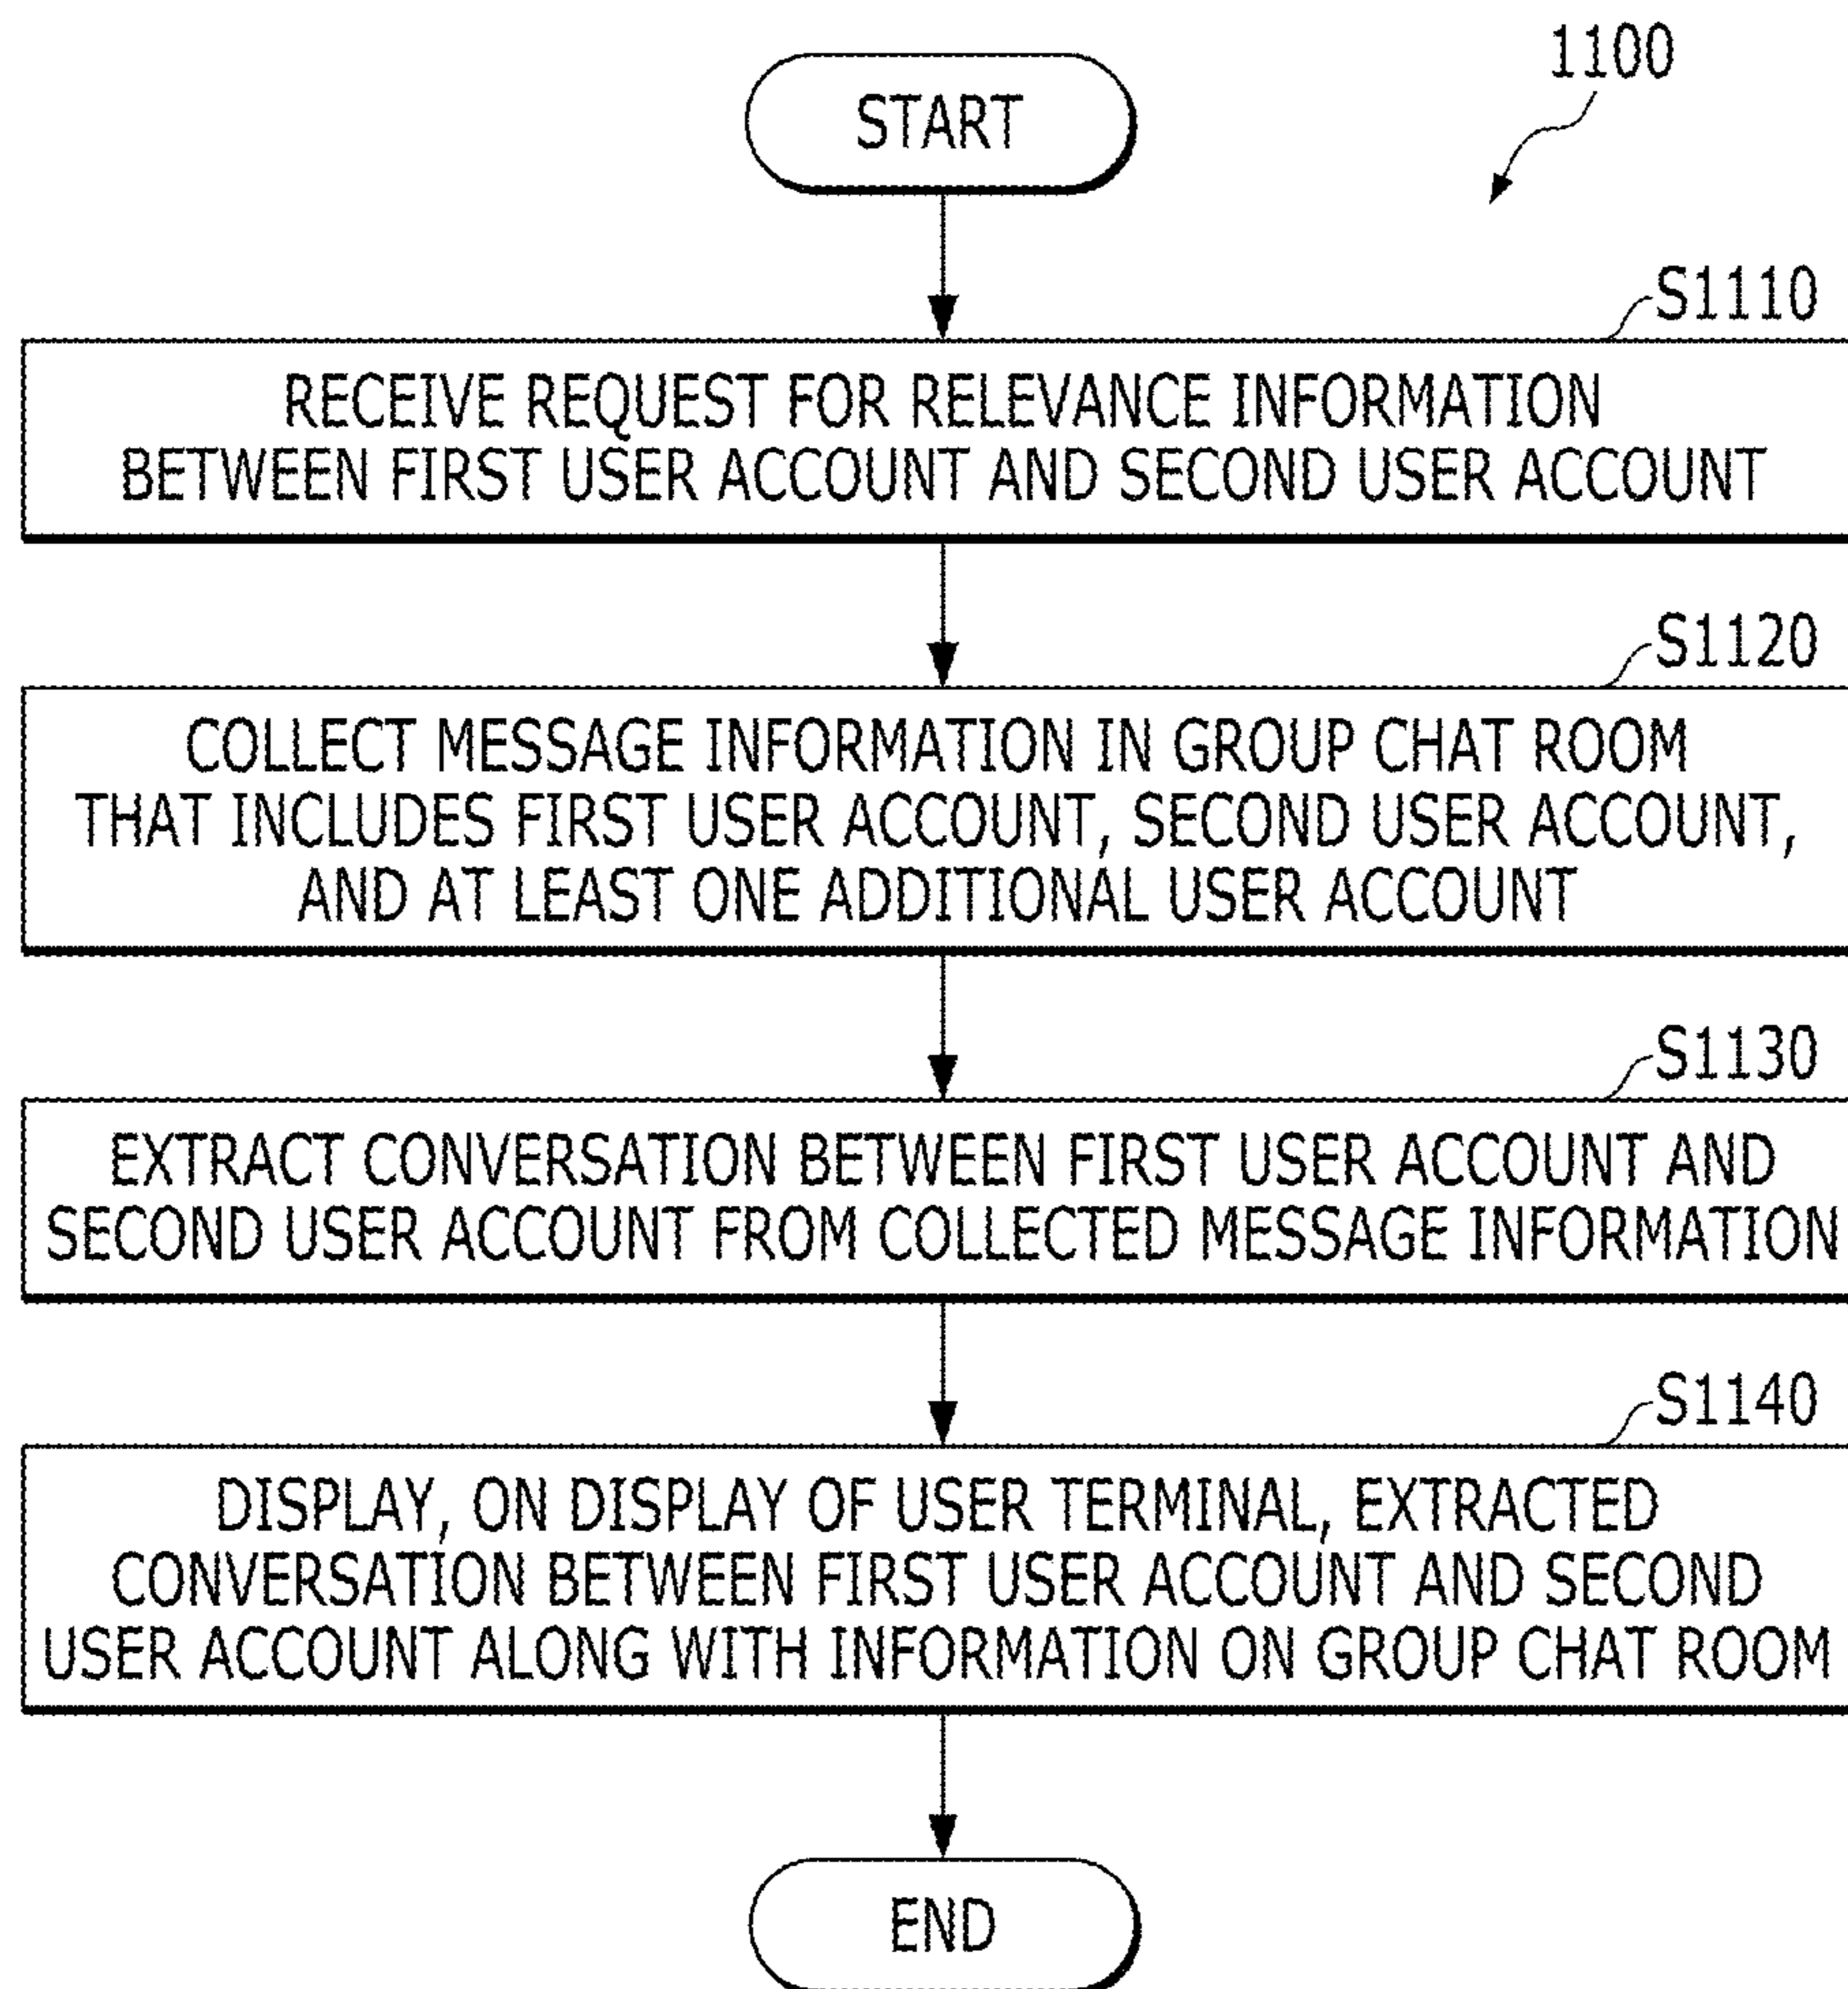 1100
START
S1110
RECEIVE REQUEST FOR RELEVANCE INFORMATION
BETWEEN FIRST USER ACCOUNT AND SECOND USER ACCOUNT
S1120
COLLECT MESSAGE INFORMATION IN GROUP CHAT ROOM
THAT INCLUDES FIRST USER ACCOUNT, SECOND USER ACCOUNT,
AND AT LEAST ONE ADDITIONAL USER ACCOUNT
S1130
EXTRACT CONVERSATION BETWEEN FIRST USER ACCOUNT AND
SECOND USER ACCOUNT FROM COLLECTED MESSAGE INFORMATION
S1140
DISPLAY, ON DISPLAY OF USER TERMINAL, EXTRACTED
CONVERSATION BETWEEN FIRST USER ACCOUNT AND SECOND
USER ACCOUNT ALONG WITH INFORMATION ON GROUP CHAT ROOM
END